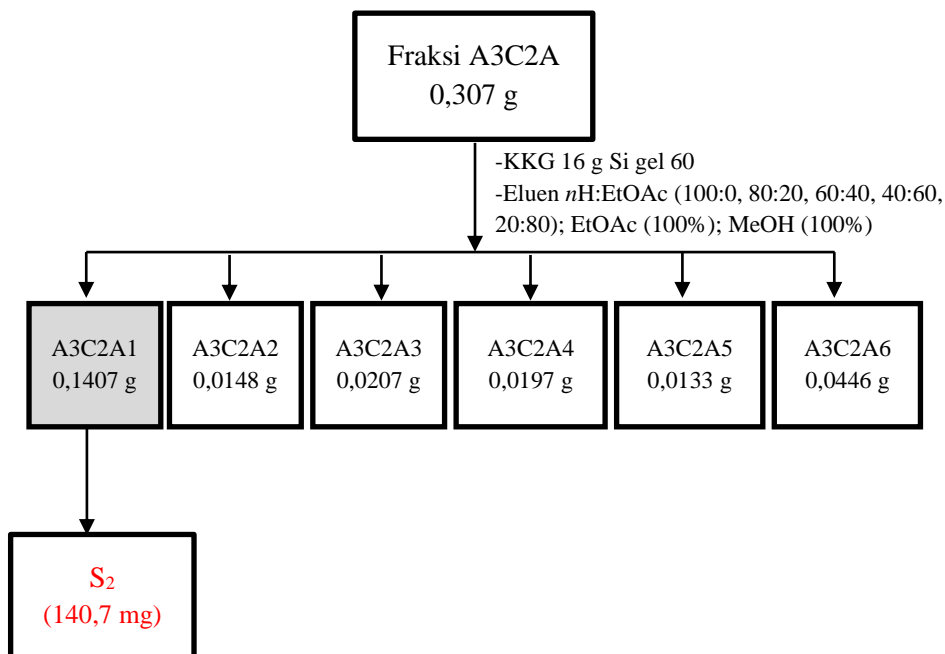 Fraksi A3C2A
0,307 g
-KKG 16 g Si gel 60
-Eluen nH:EtOAc (100:0, 80:20, 60:40, 40:60,
20:80); EtOAc (100%); MeOH (100%)
A3C2A1
0,1407 g
A3C2A2
0,0148 g
A3C2A3
0,0207 g
A3C2A4
0,0197 g
A3C2A5
0,0133 g
A3C2A6
0,0446 g
S₂
(140,7 mg)